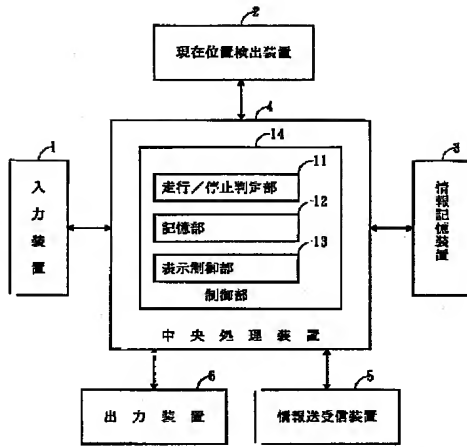 2
現在位置検出装置
4
14
1
11
3
走行/停止判定部
12
記憶部
13
表示制御部
制御部
入力装置
情報記憶装置
中央処理装置
6
5
出力装置
情報送受信装置